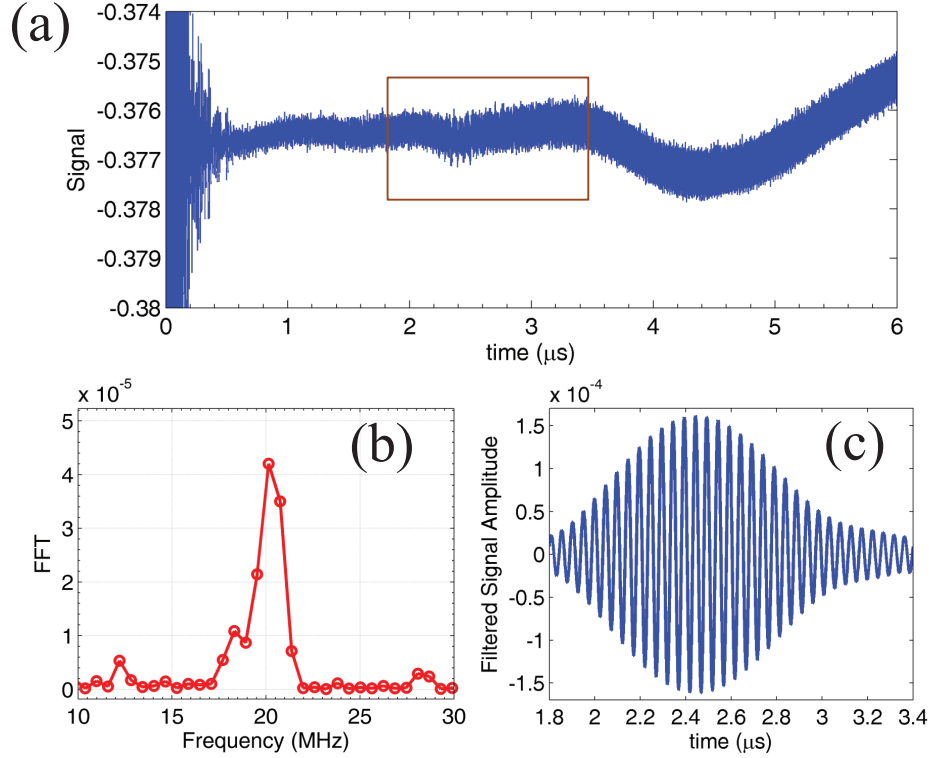 (a)
-0.374
-0.375
-0.376
-0.377
-0.378
-0.379
-0.38
Signal
0 1 2 3 4 5 6
time (μs)
x 10⁻⁵
(b)
5
4
3
2
1
0
FFT
10 15 20 25 30
Frequency (MHz)
x 10⁻⁴
(c)
1.5
1
0.5
0
-0.5
-1
-1.5
Filtered Signal Amplitude
1.8 2 2.2 2.4 2.6 2.8 3 3.2 3.4
time (μs)